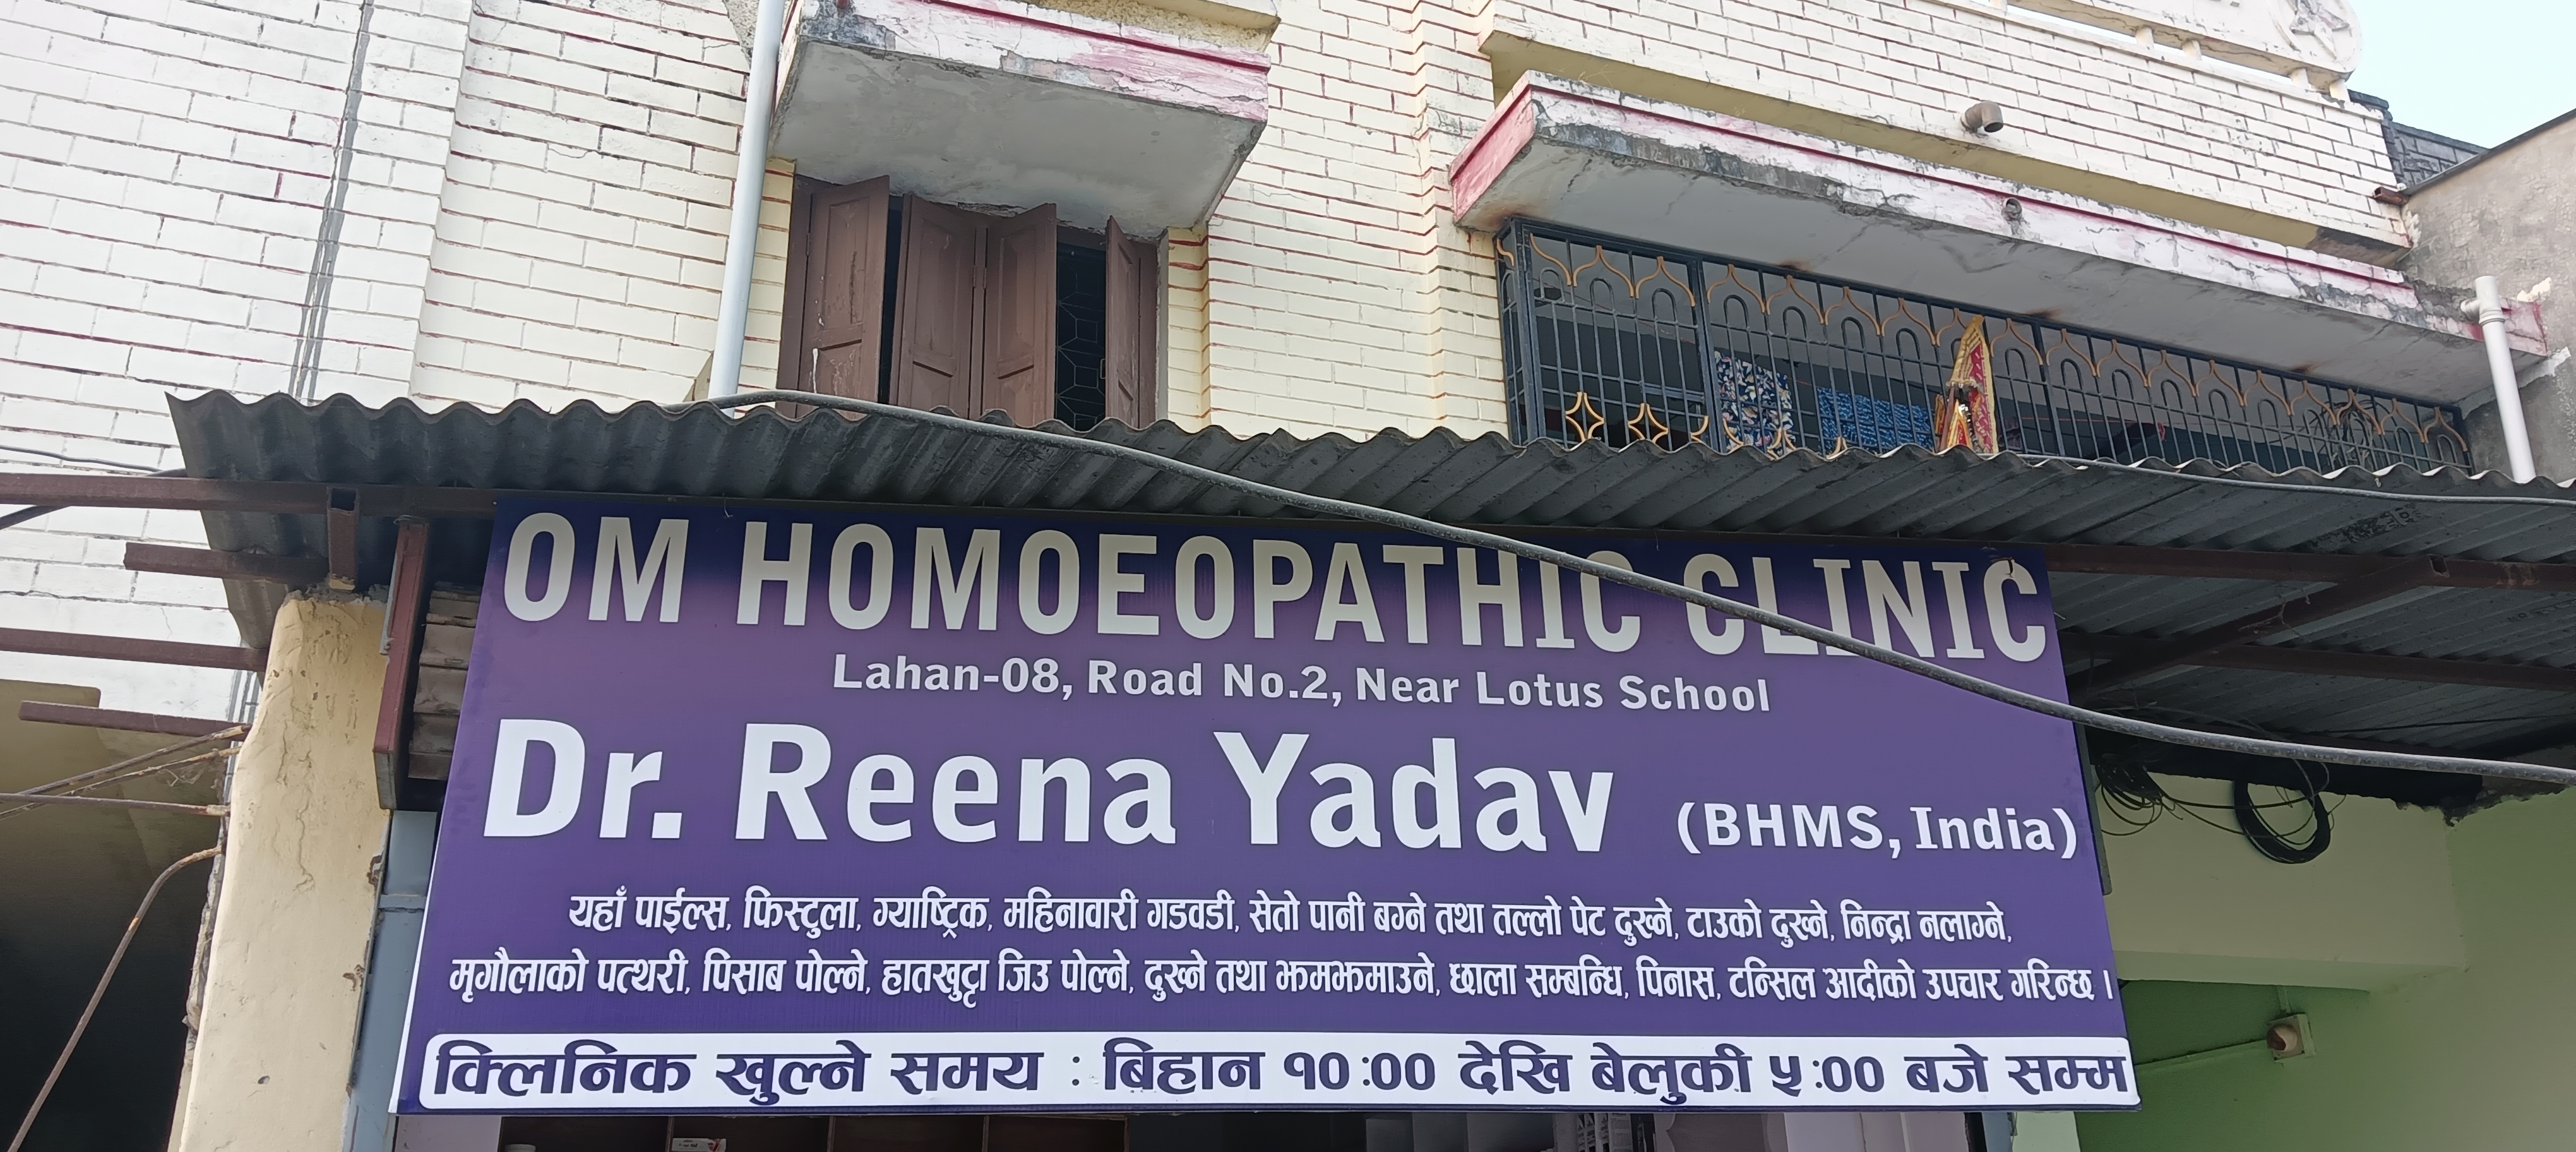 OM HOMOEOPATHIC CLINIC
Lahan-08, Road No.2, Near Lotus School
Dr. Reena Yadav (BHMS, India)
यहाँ पाईल्स, फिस्टुला, ग्याष्ट्रिक, महिनावारी गडवडी, सेतो पानी बग्ने तथा तल्लो पेट दुख्ने, टाउको दुख्ने, निन्द्रा नलाग्ने,
मृगौलाको पत्थरी, पिसाब पोल्ने, हातखुट्टा जिउ पोल्ने, दुख्ने तथा झमझमाउने, छाला सम्बन्धि, पिनास, टन्सिल आदीको उपचार गरिन्छ ।
क्लिनिक खुल्ने समय : बिहान १०:०० देखि बेलुकी ५:०० बजे सम्म